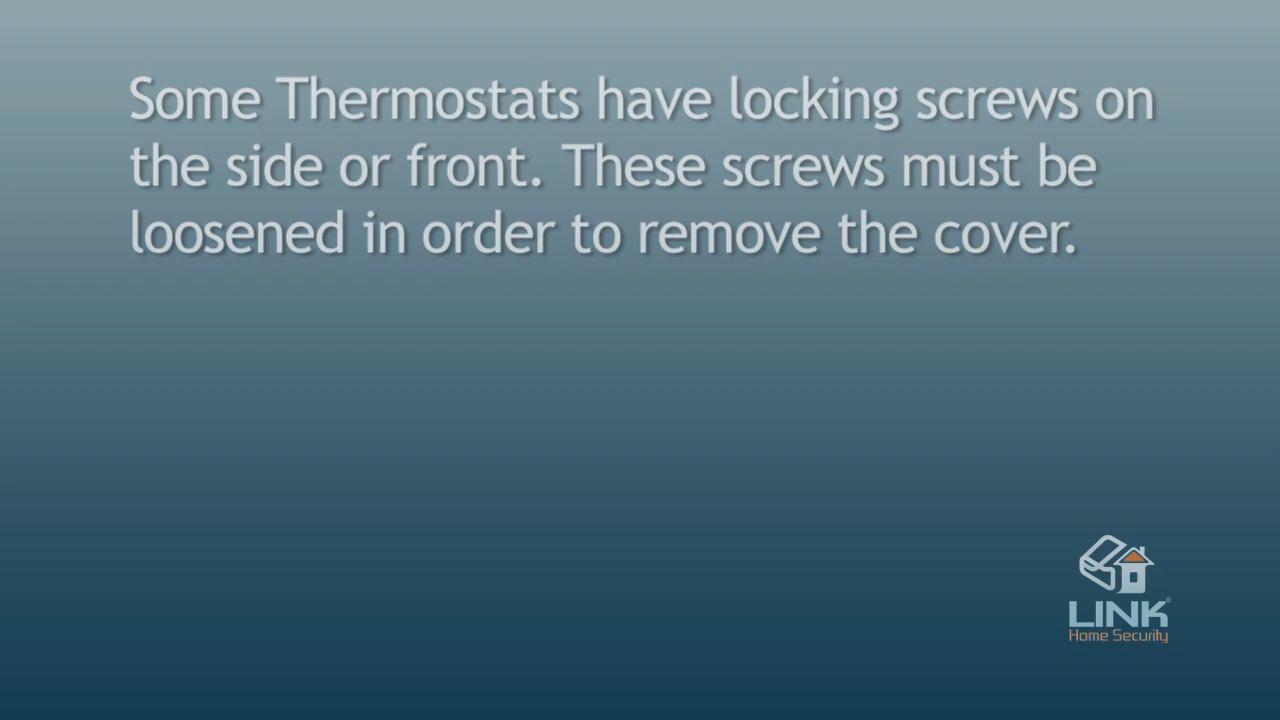 Some Thermostats have locking screws on
the side or front. These screws must be
loosened in order to remove the cover.
LINK®
Home Security